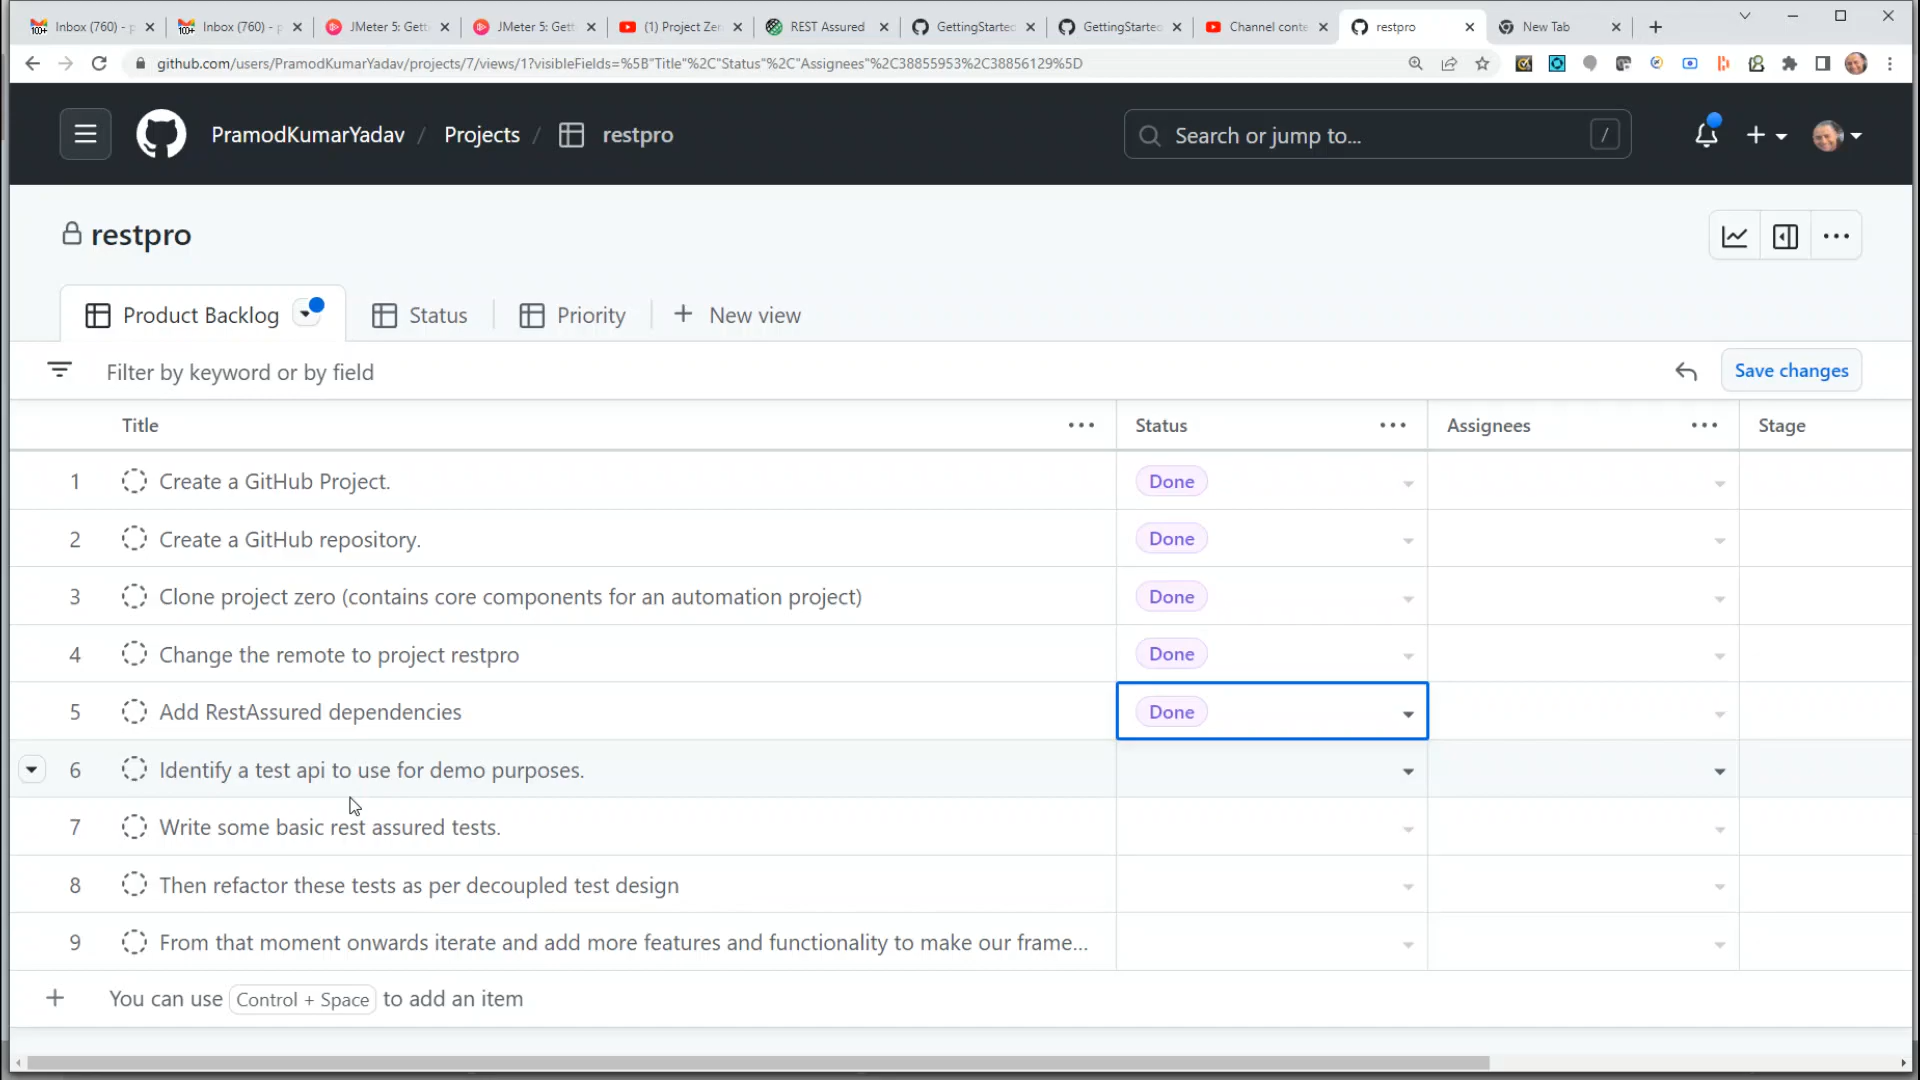 Inbox (760) - p
Inbox (760) - p
JMeter 5: Gett
JMeter 5: Gett
(1) Project Zer
REST Assured
GettingStarted
GettingStarted
Channel conte
restpro
New Tab
github.com/users/PramodKumarYadav/projects/7/views/1?visibleFields=%5B"Title"%2C"Status"%2C"Assignees"%2C38855953%2C38856129%5D
PramodKumarYadav / Projects / restpro
Search or jump to... /
restpro
Product Backlog
Status
Priority
+ New view
Filter by keyword or by field
Save changes
Title ... Status ... Assignees ... Stage
1 Create a GitHub Project. Done
2 Create a GitHub repository. Done
3 Clone project zero (contains core components for an automation project) Done
4 Change the remote to project restpro Done
5 Add RestAssured dependencies Done
6 Identify a test api to use for demo purposes.
7 Write some basic rest assured tests.
8 Then refactor these tests as per decoupled test design
9 From that moment onwards iterate and add more features and functionality to make our frame...
+ You can use Control + Space to add an item